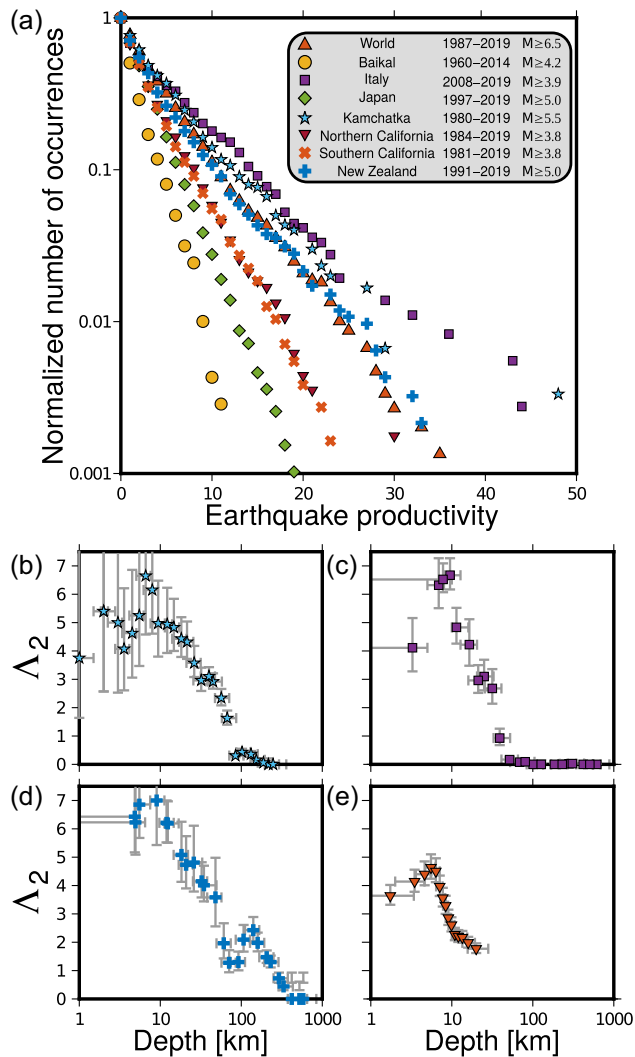 (a)
Normalized number of occurrences
1
0.1
0.01
0.001
World 1987–2019 M≥6.5
Baikal 1960–2014 M≥4.2
Italy 2008–2019 M≥3.9
Japan 1997–2019 M≥5.0
Kamchatka 1980–2019 M≥5.5
Northern California 1984–2019 M≥3.8
Southern California 1981–2019 M≥3.8
New Zealand 1991–2019 M≥5.0
0 10 20 30 40 50
Earthquake productivity
(b) (c)
Λ2
7
6
5
4
3
2
1
0
(d) (e)
Λ2
7
6
5
4
3
2
1
0
1 10 100 1000 1 10 100 1000
Depth [km] Depth [km]